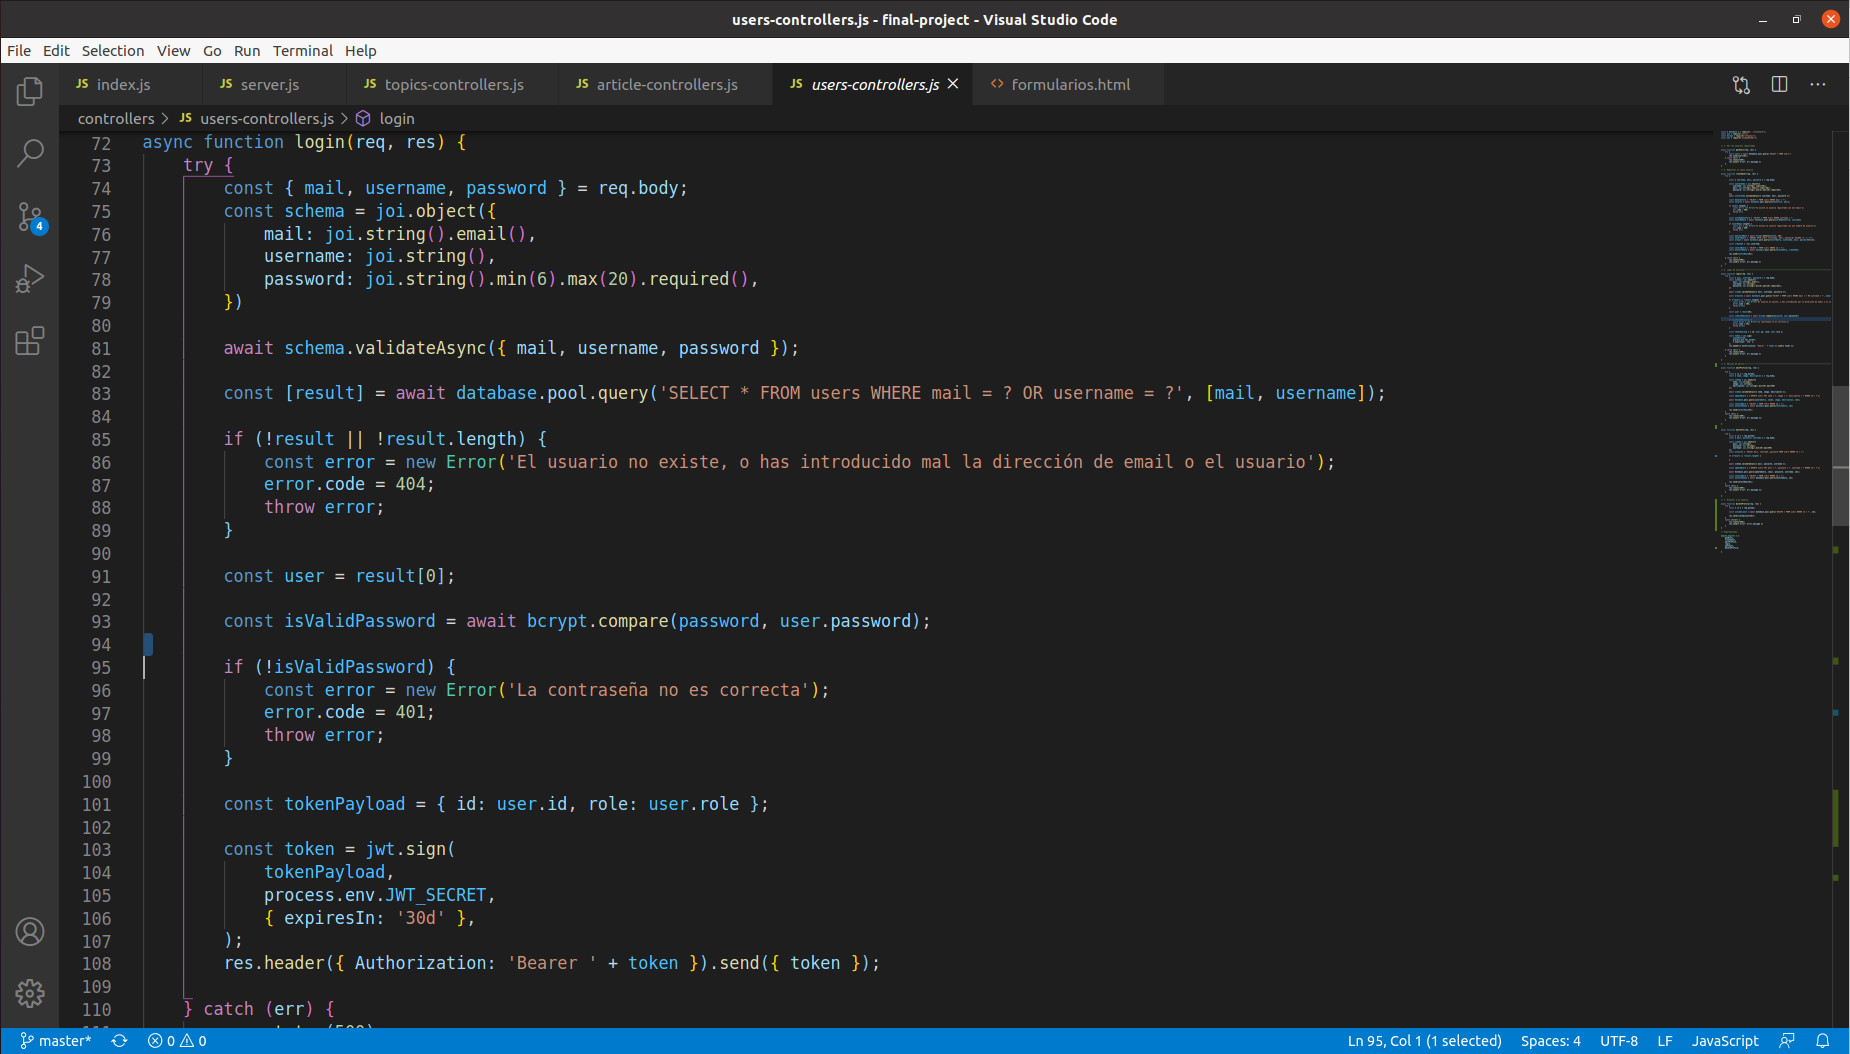 users-controllers.js - final-project - Visual Studio Code
File Edit Selection View Go Run Terminal Help
JS index.js JS server.js JS topics-controllers.js JS article-controllers.js JS users-controllers.js <> formularios.html
controllers > JS users-controllers.js > login
72 async function login(req, res) {
73 try {
74 const { mail, username, password } = req.body;
75 const schema = joi.object({
76 mail: joi.string().email(),
77 username: joi.string(),
78 password: joi.string().min(6).max(20).required(),
79 })
80
81 await schema.validateAsync({ mail, username, password });
82
83 const [result] = await database.pool.query('SELECT * FROM users WHERE mail = ? OR username = ?', [mail, username]);
84
85 if (!result || !result.length) {
86 const error = new Error('El usuario no existe, o has introducido mal la dirección de email o el usuario');
87 error.code = 404;
88 throw error;
89 }
90
91 const user = result[0];
92
93 const isValidPassword = await bcrypt.compare(password, user.password);
94
95 if (!isValidPassword) {
96 const error = new Error('La contraseña no es correcta');
97 error.code = 401;
98 throw error;
99 }
100
101 const tokenPayload = { id: user.id, role: user.role };
102
103 const token = jwt.sign(
104 tokenPayload,
105 process.env.JWT_SECRET,
106 { expiresIn: '30d' },
107 );
108 res.header({ Authorization: 'Bearer ' + token }).send({ token });
109
110 } catch (err) {
4
master* 0 0 Ln 95, Col 1 (1 selected) Spaces: 4 UTF-8 LF JavaScript